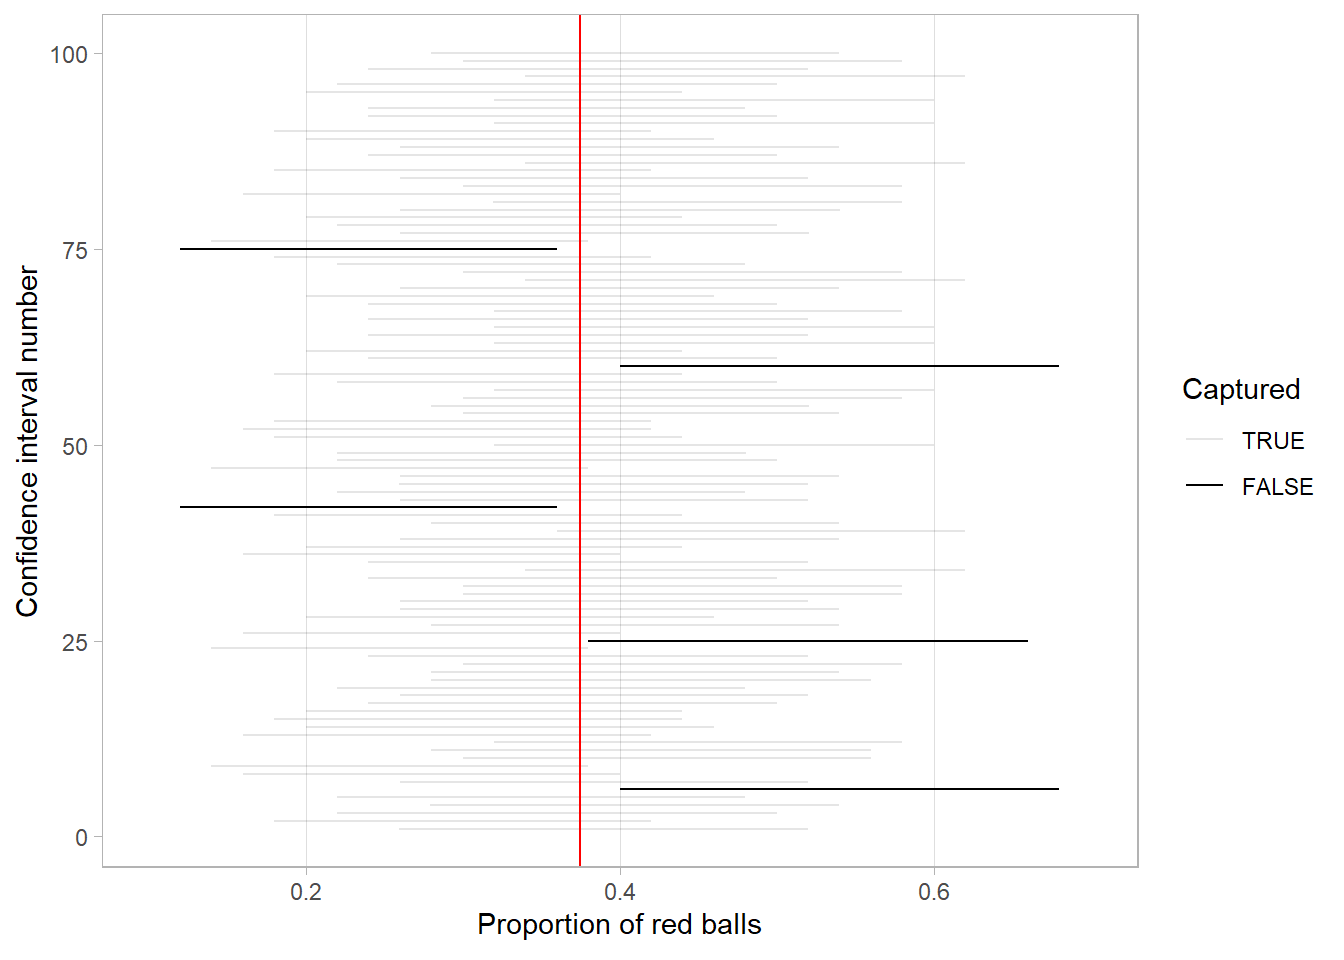 100
75
50
25
0
0.2
0.4
0.6
Proportion of red balls
Confidence interval number
Captured
TRUE
FALSE